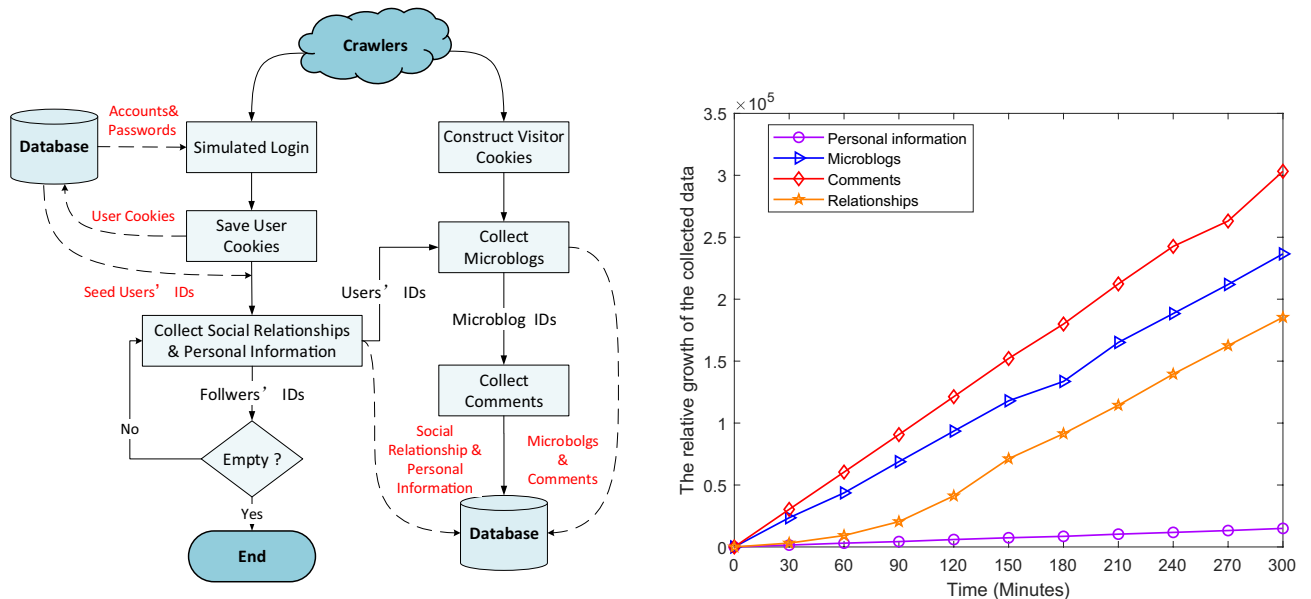 Crawlers
Accounts&
Passwords
Database
Simulated Login
Construct Visitor
Cookies
User Cookies
Save User
Cookies
Collect
Microblogs
Seed Users’ IDs
Users’ IDs
Collect Social Relationships
& Personal Information
Microblog IDs
Follwers’ IDs
Collect
Comments
No
Empty ?
Social
Relationship &
Personal
Information
Microbolgs
&
Comments
Yes
Database
End
×10⁵
3.5
3
2.5
2
1.5
1
0.5
0
The relative growth of the collected data
Personal information
Microblogs
Comments
Relationships
0 30 60 90 120 150 180 210 240 270 300
Time (Minutes)